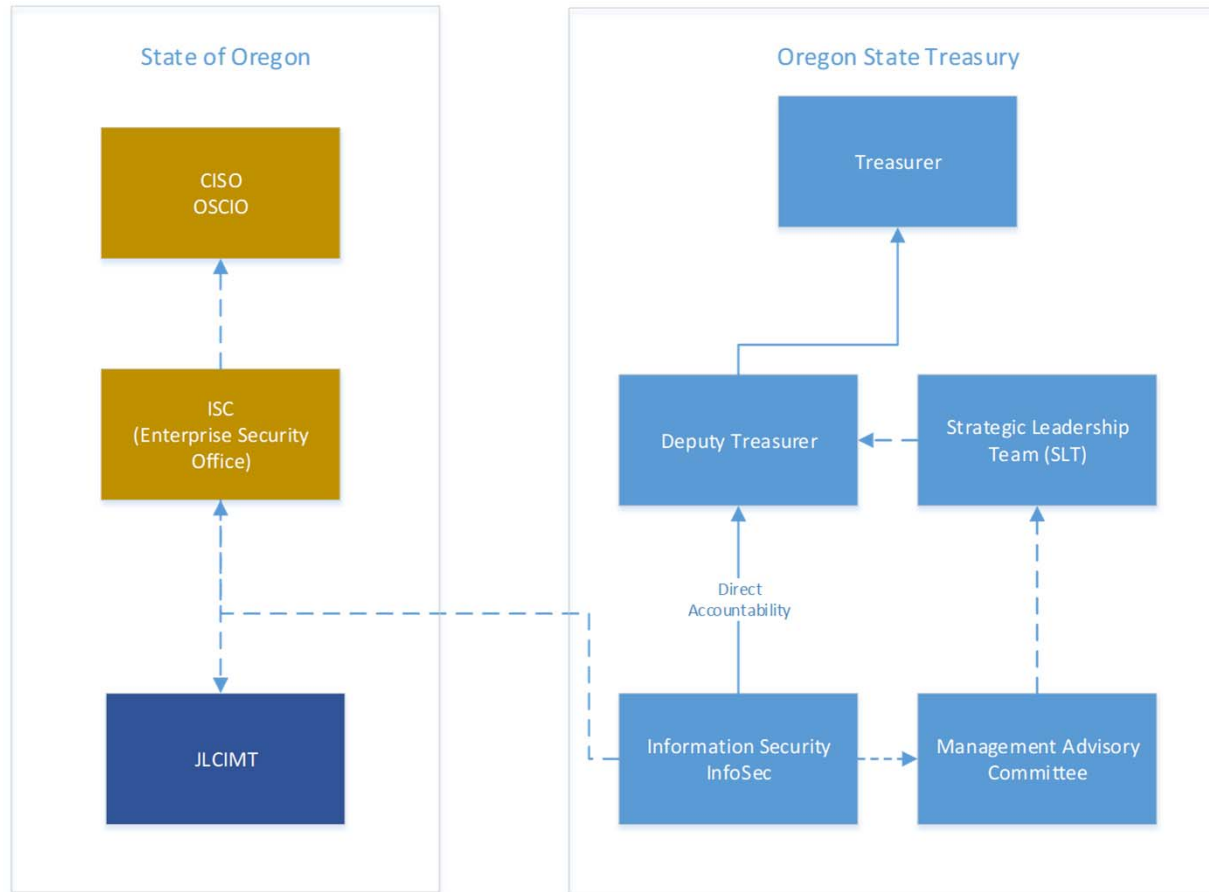 State of Oregon
CISO
OSCIO
ISC
(Enterprise Security
Office)
JLCIMT
Oregon State Treasury
Treasurer
Deputy Treasurer
Strategic Leadership
Team (SLT)
Direct
Accountability
Information Security
InfoSec
Management Advisory
Committee